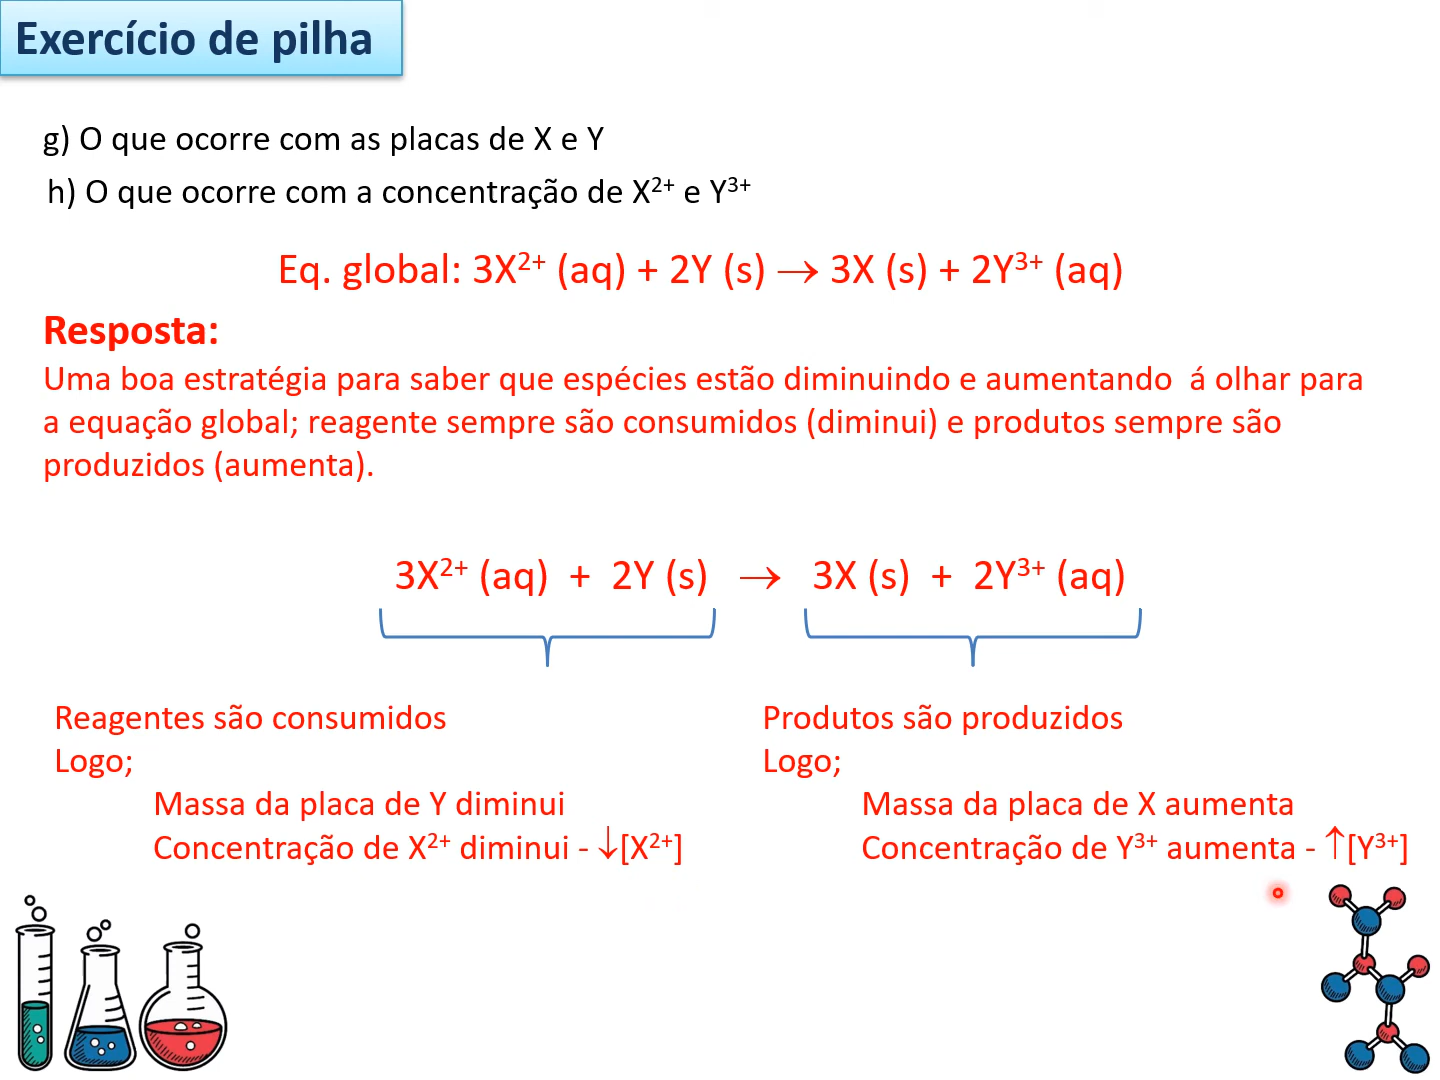 Exercício de pilha
g) O que ocorre com as placas de X e Y
h) O que ocorre com a concentração de X²⁺ e Y³⁺
Eq. global: 3X²⁺ (aq) + 2Y (s) → 3X (s) + 2Y³⁺ (aq)
Resposta:
Uma boa estratégia para saber que espécies estão diminuindo e aumentando á olhar para
a equação global; reagente sempre são consumidos (diminui) e produtos sempre são
produzidos (aumenta).
3X²⁺ (aq) + 2Y (s) → 3X (s) + 2Y³⁺ (aq)
Reagentes são consumidos
Logo;
Massa da placa de Y diminui
Concentração de X²⁺ diminui - ↓[X²⁺]
Produtos são produzidos
Logo;
Massa da placa de X aumenta
Concentração de Y³⁺ aumenta - ↑[Y³⁺]